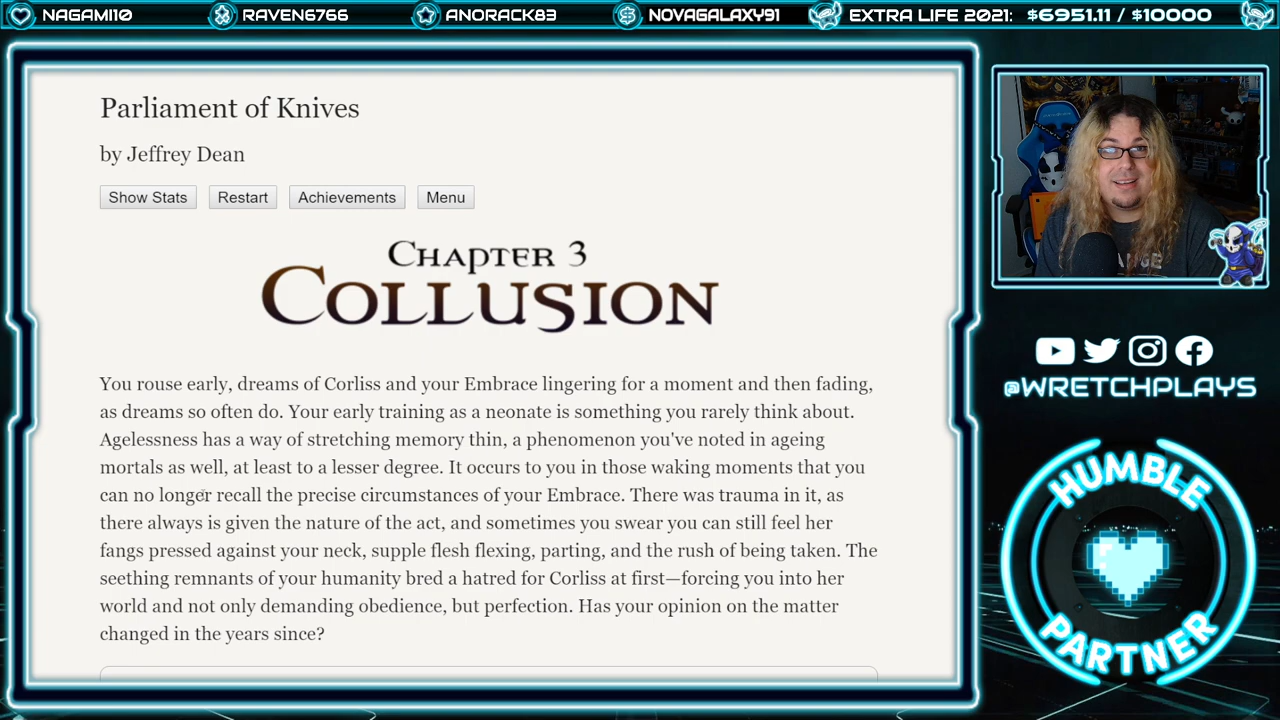 NAGAMI10
RAVEN6766
ANORACK83
NOVAGALAXY91
EXTRA LIFE 2021: $6951.11 / $10000
Parliament of Knives
by Jeffrey Dean
Show Stats
Restart
Achievements
Menu
CHAPTER 3
COLLUSION
You rouse early, dreams of Corliss and your Embrace lingering for a moment and then fading,
as dreams so often do. Your early training as a neonate is something you rarely think about.
Agelessness has a way of stretching memory thin, a phenomenon you've noted in ageing
mortals as well, at least to a lesser degree. It occurs to you in those waking moments that you
can no longer recall the precise circumstances of your Embrace. There was trauma in it, as
there always is given the nature of the act, and sometimes you swear you can still feel her
fangs pressed against your neck, supple flesh flexing, parting, and the rush of being taken. The
seething remnants of your humanity bred a hatred for Corliss at first—forcing you into her
world and not only demanding obedience, but perfection. Has your opinion on the matter
changed in the years since?
@WRETCHPLAYS
HUMBLE
PARTNER